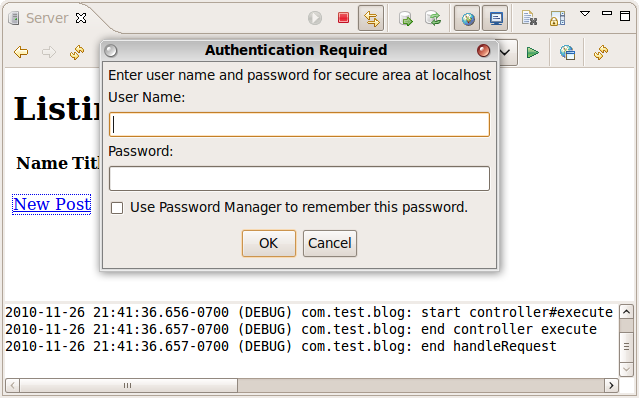 Server
Authentication Required
Enter user name and password for secure area at localhost
User Name:
Password:
Use Password Manager to remember this password.
OK Cancel
Listin
Name Titl
New Post
2010-11-26 21:41:36.656-0700 (DEBUG) com.test.blog: start controller#execute
2010-11-26 21:41:36.657-0700 (DEBUG) com.test.blog: end controller execute
2010-11-26 21:41:36.657-0700 (DEBUG) com.test.blog: end handleRequest